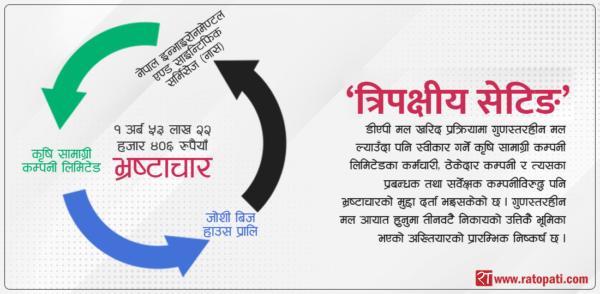 नेपाल इन्भाइरोनमेण्टल
एण्ड साइन्टिफिक
सर्भिसेज (नास)
कृषि सामाग्री
कम्पनी लिमिटेड
१ अर्ब ५३ लाख २२
हजार ४०६ रुपैयाँ
भ्रष्टाचार
जोशी बिज
हाउस प्रालि
‘त्रिपक्षीय सेटिङ’
डीएपी मल खरिद प्रक्रियामा गुणस्तरहीन मल
ल्याउँदा पनि स्वीकार गर्ने कृषि सामाग्री कम्पनी
लिमिटेडका कर्मचारी, ठेकेदार कम्पनी र त्यसका
प्रबन्धक तथा सर्वेक्षक कम्पनीविरुद्ध पनि
भ्रष्टाचारको मुद्दा दर्ता भइसकेको छ । गुणस्तरहीन
मल आयात हुनुमा तीनवटै निकायको उत्तिकै भूमिका
भएको अख्तियारको प्रारम्भिक निष्कर्ष छ ।
www.ratopati.com